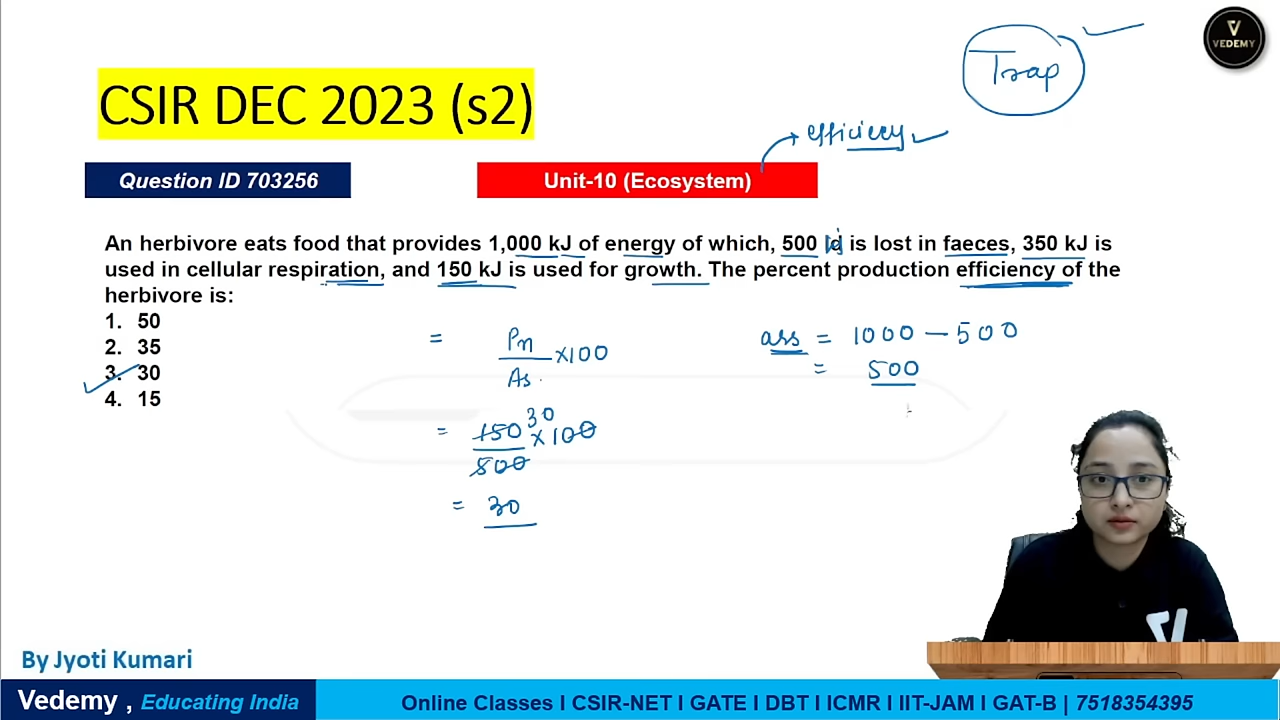 Trap
VEDEMY
CSIR DEC 2023 (s2)
efficiecy
Question ID 703256
Unit-10 (Ecosystem)
An herbivore eats food that provides 1,000 kJ of energy of which, 500 kJ is lost in faeces, 350 kJ is
used in cellular respiration, and 150 kJ is used for growth. The percent production efficiency of the
herbivore is:
1. 50
2. 35
3. 30
4. 15
= Pn/As. ×100
= 150/500 ×100 30
= 30
ass = 1000 - 500
= 500
By Jyoti Kumari
Vedemy , Educating India
Online Classes I CSIR-NET I GATE I DBT I ICMR I IIT-JAM I GAT-B | 7518354395